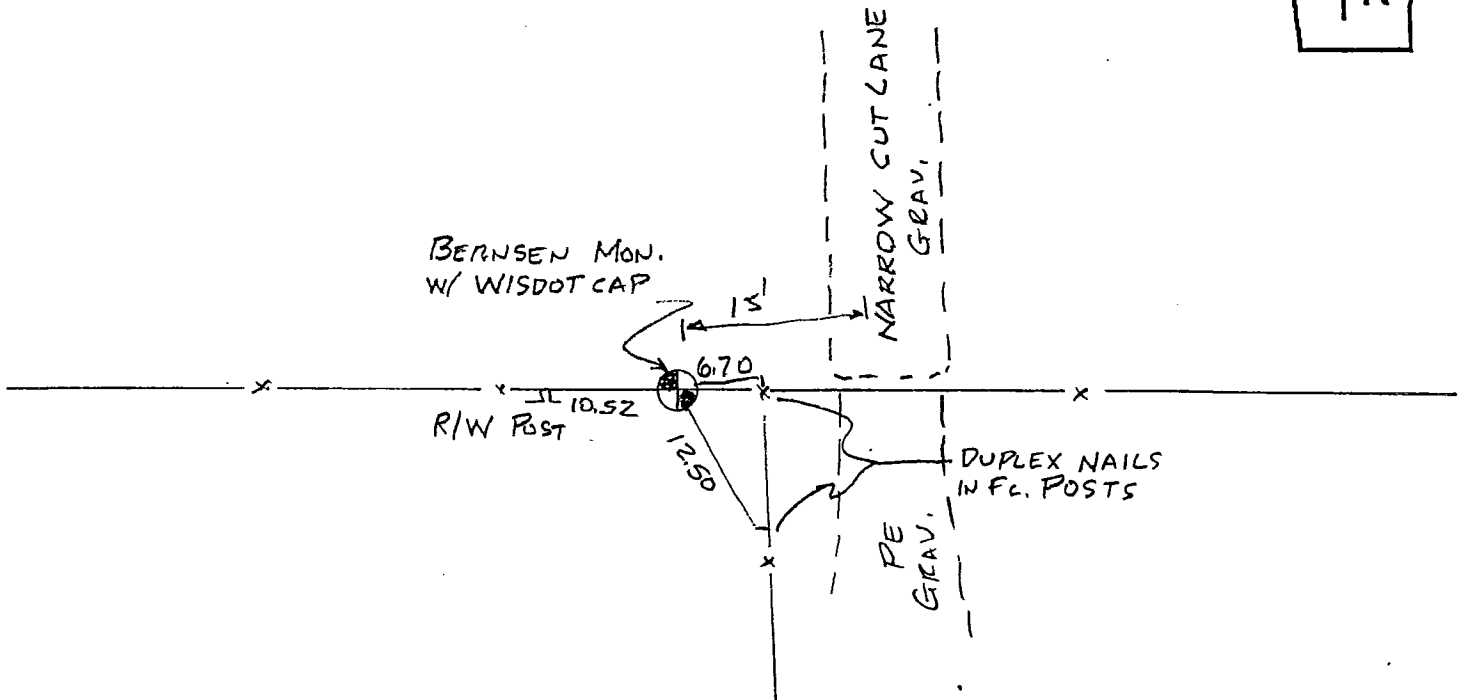 NARROW CUT LANE
GRAV.
BERNSEN MON.
W/ WISDOT CAP
15'
6.70
10.52
R/W POST
12.50
DUPLEX NAILS
IN FC. POSTS
PE
GRAV.